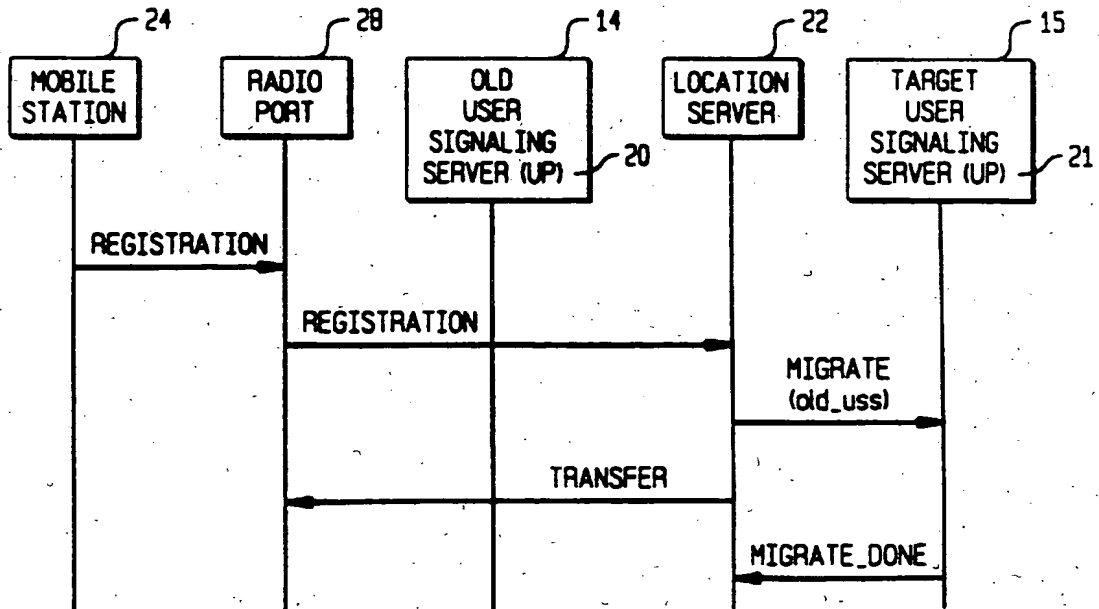 24
28
14
22
15
MOBILE
STATION
RADIO
PORT
OLD
USER
SIGNALING
SERVER (UP)
20
LOCATION
SERVER
TARGET
USER
SIGNALING
SERVER (UP)
21
REGISTRATION
REGISTRATION
MIGRATE
(old_uss)
TRANSFER
MIGRATE_DONE